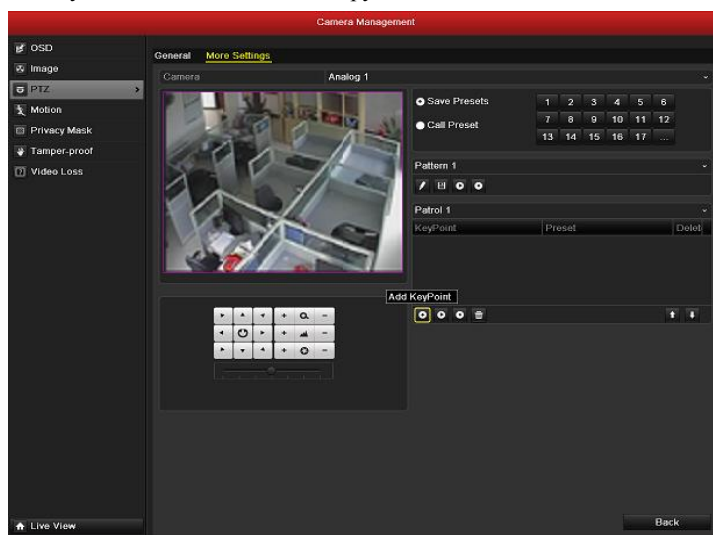 Camera Management
OSD
Image
PTZ
Motion
Privacy Mask
Tamper-proof
Video Loss
Live View
General More Settings
Camera Analog 1
Save Presets
Call Preset
1 2 3 4 5 6
7 8 9 10 11 12
13 14 15 16 17 ...
Pattern 1
Patrol 1
KeyPoint Preset Delet
Add KeyPoint
Back